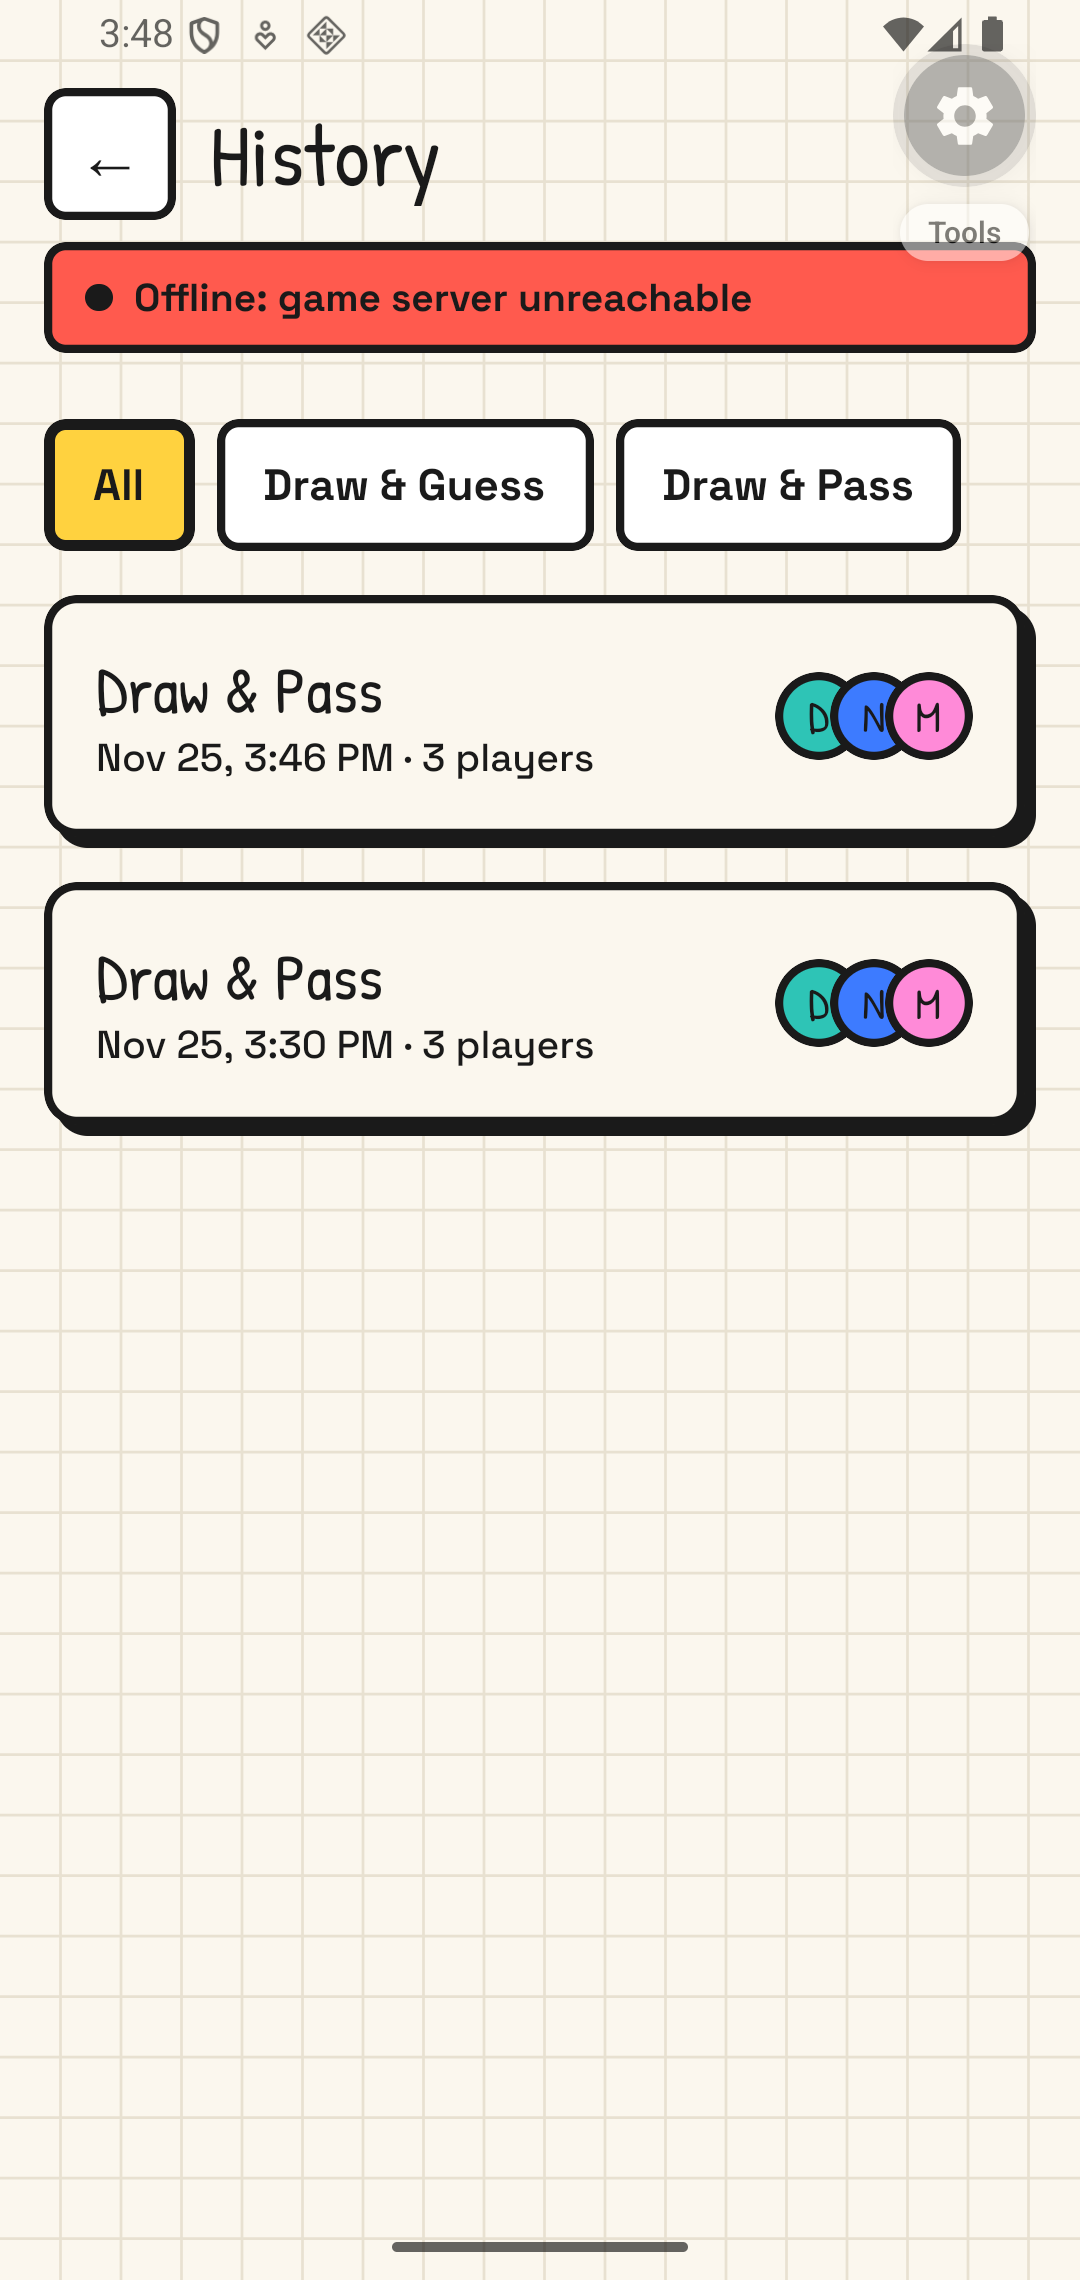 3:48
← History
Tools
Offline: game server unreachable
All
Draw & Guess
Draw & Pass
Draw & Pass
Nov 25, 3:46 PM · 3 players
D N M
Draw & Pass
Nov 25, 3:30 PM · 3 players
D N M